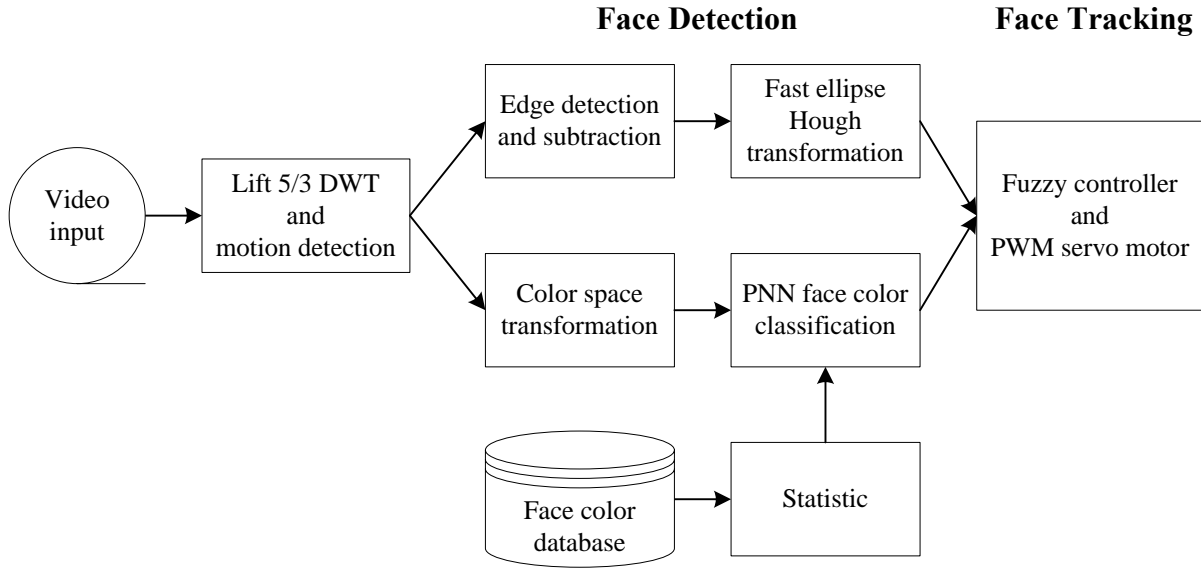 Face Detection
Face Tracking
Video
input
Lift 5/3 DWT
and
motion detection
Edge detection
and subtraction
Fast ellipse
Hough
transformation
Color space
transformation
PNN face color
classification
Face color
database
Statistic
Fuzzy controller
and
PWM servo motor